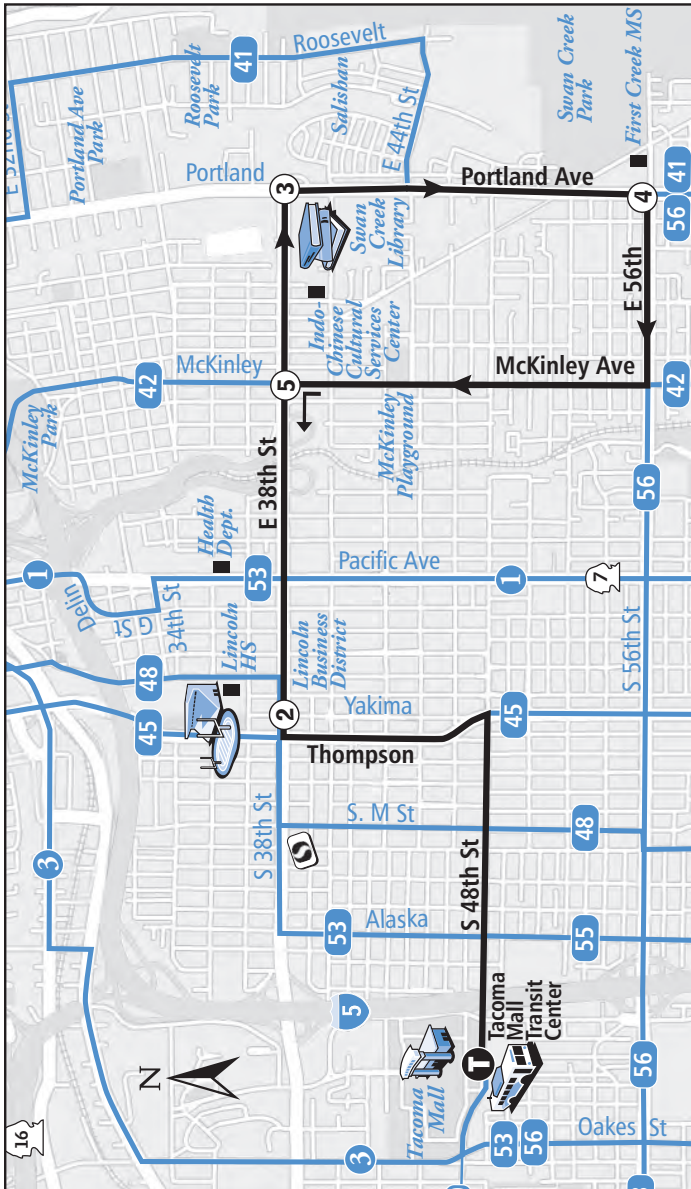 Roosevelt
41
E 52nd St
Portland Ave
Park
Roosevelt
Park
Salishan
E 44th St
Swan Creek
Park
First Creek MS
Portland
3
Portland Ave
4
41
56
Swan
Creek
Library
Indo-
Chinese
Cultural
Services
Center
E 56th
McKinley
42
McKinley
Park
5
McKinley Ave
42
McKinley
Playground
E 38th St
56
Health
Dept.
Pacific Ave
1
53
1
7
Delin
G St
34th St
Lincoln
HS
Lincoln
Business
District
S 56th St
48
45
2
Yakima
45
Thompson
3
S 38th St
S. M St
48
S 48th St
Alaska
53
55
5
Tacoma
Mall
Transit
Center
T
N
Tacoma
Mall
56
53
56
Oakes St
3
16